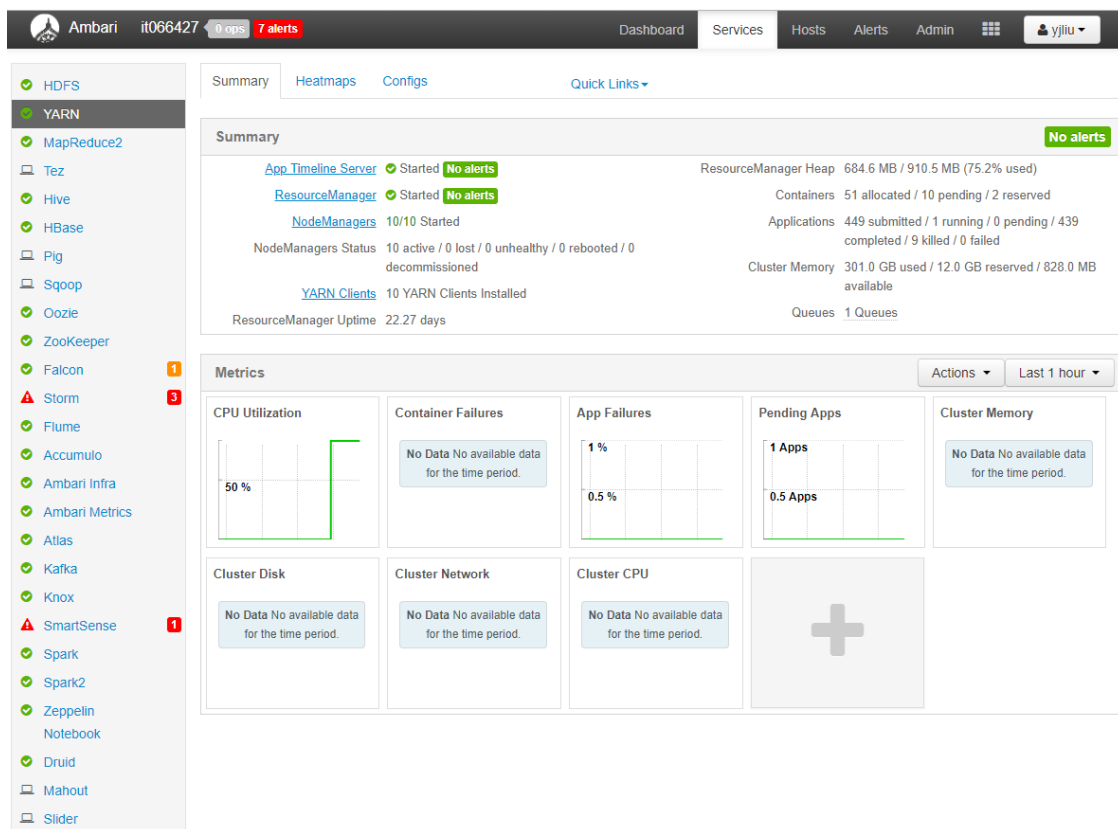 Ambari it066427 0 ops 7 alerts Dashboard Services Hosts Alerts Admin yjliu
HDFS
YARN
MapReduce2
Tez
Hive
HBase
Pig
Sqoop
Oozie
ZooKeeper
Falcon 1
Storm 3
Flume
Accumulo
Ambari Infra
Ambari Metrics
Atlas
Kafka
Knox
SmartSense 1
Spark
Spark2
Zeppelin
Notebook
Druid
Mahout
Slider
Summary Heatmaps Configs Quick Links
Summary No alerts
App Timeline Server Started No alerts
ResourceManager Started No alerts
NodeManagers 10/10 Started
NodeManagers Status 10 active / 0 lost / 0 unhealthy / 0 rebooted / 0
decommissioned
YARN Clients 10 YARN Clients Installed
ResourceManager Uptime 22.27 days
ResourceManager Heap 684.6 MB / 910.5 MB (75.2% used)
Containers 51 allocated / 10 pending / 2 reserved
Applications 449 submitted / 1 running / 0 pending / 439
completed / 9 killed / 0 failed
Cluster Memory 301.0 GB used / 12.0 GB reserved / 828.0 MB
available
Queues 1 Queues
Metrics Actions Last 1 hour
CPU Utilization
50 %
Container Failures
No Data No available data
for the time period.
App Failures
1 %
0.5 %
Pending Apps
1 Apps
0.5 Apps
Cluster Memory
No Data No available data
for the time period.
Cluster Disk
No Data No available data
for the time period.
Cluster Network
No Data No available data
for the time period.
Cluster CPU
No Data No available data
for the time period.